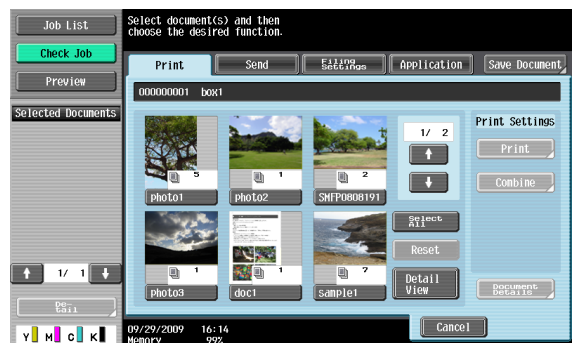 Job List
Check Job
Preview
Selected Documents
1/ 1
De-
tail
Y M C K
Select document(s) and then
choose the desired function.
Print
Send
Filing
Settings
Application
Save Document
000000001 box1
5
photo1
1
photo2
2
SMFP0808191
1
photo3
1
doc1
7
sample1
1/ 2
Select
All
Reset
Detail
View
Print Settings
Print
Combine
Document
Details
09/29/2009 16:14
Memory 99%
Cancel